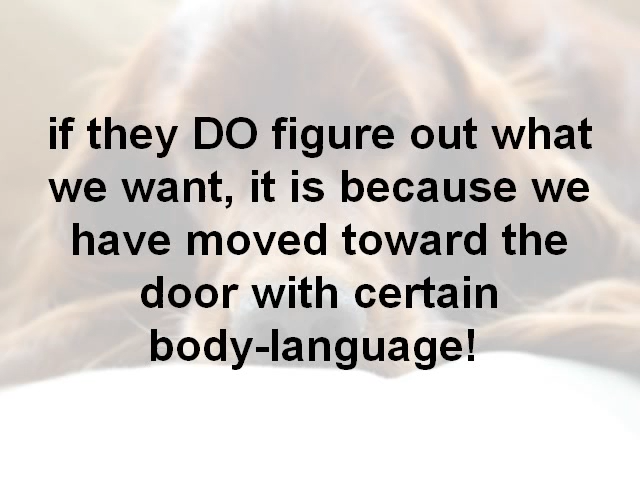 if they DO figure out what
we want, it is because we
have moved toward the
door with certain
body-language!